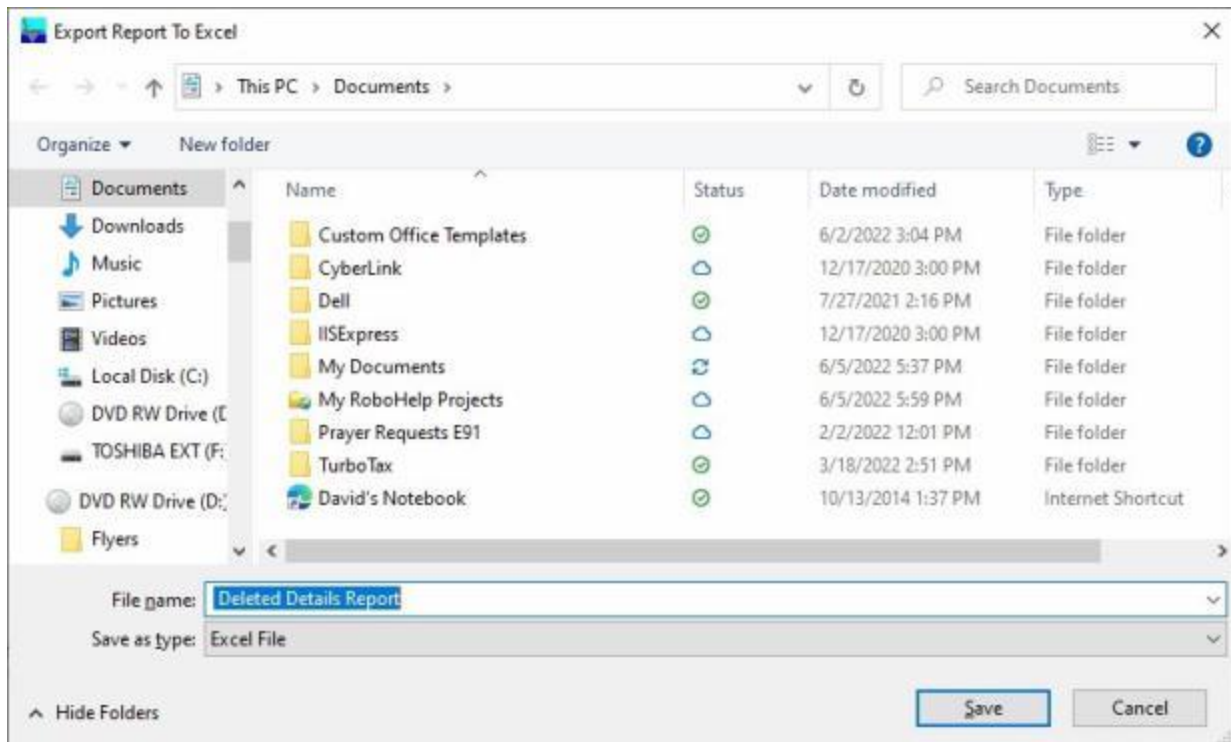 Export Report To Excel
This PC > Documents >
Search Documents
Organize
New folder
Documents
Downloads
Music
Pictures
Videos
Local Disk (C:)
DVD RW Drive (D
TOSHIBA EXT (F:
DVD RW Drive (D:
Flyers
Name Status Date modified Type
Custom Office Templates 6/2/2022 3:04 PM File folder
CyberLink 12/17/2020 3:00 PM File folder
Dell 7/27/2021 2:16 PM File folder
IISExpress 12/17/2020 3:00 PM File folder
My Documents 6/5/2022 5:37 PM File folder
My RoboHelp Projects 6/5/2022 5:59 PM File folder
Prayer Requests E91 2/2/2022 12:01 PM File folder
TurboTax 3/18/2022 2:51 PM File folder
David's Notebook 10/13/2014 1:37 PM Internet Shortcut
File name: Deleted Details Report
Save as type: Excel File
Hide Folders
Save
Cancel